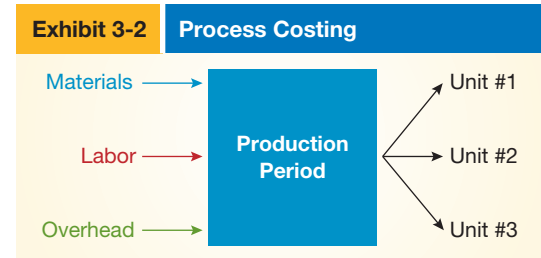 Exhibit 3-2
Process Costing
Materials
Labor
Overhead
Production
Period
Unit #1
Unit #2
Unit #3